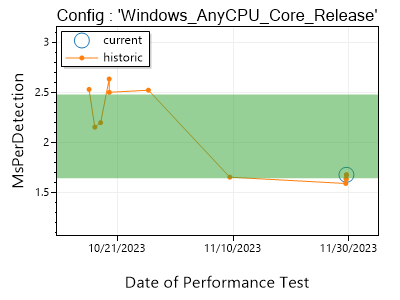 Config : 'Windows_AnyCPU_Core_Release'
current
historic
3
2.5
2
1.5
MsPerDetection
10/21/2023
11/10/2023
11/30/2023
Date of Performance Test